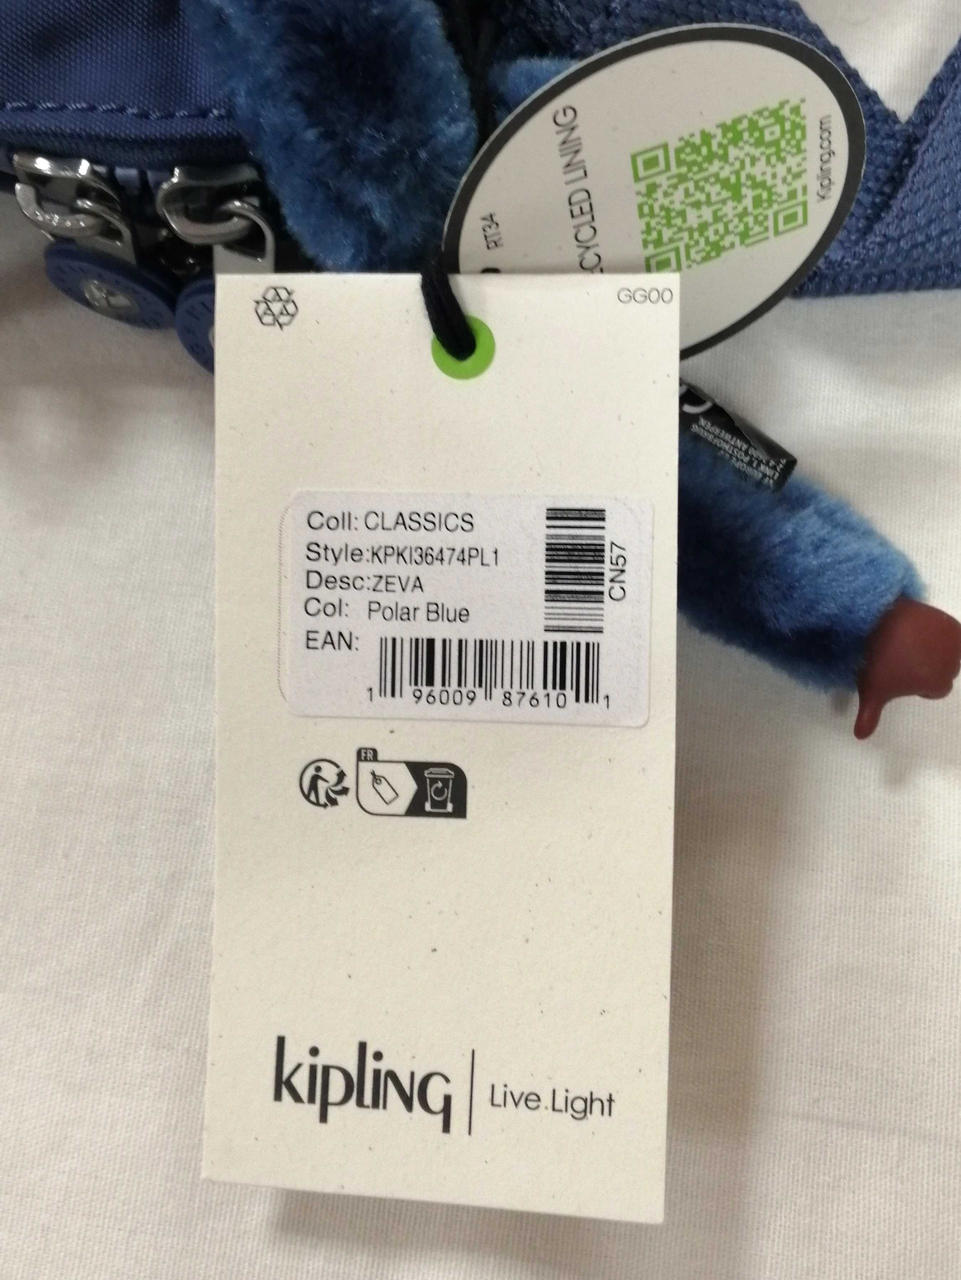 RT34
CYCLED LINING
Kipling.com
GG00
Coll: CLASSICS
Style:KPKI36474PL1
Desc:ZEVA
Col: Polar Blue
EAN:
CN57
1 96009 87610 1
FR
kipling | Live.Light